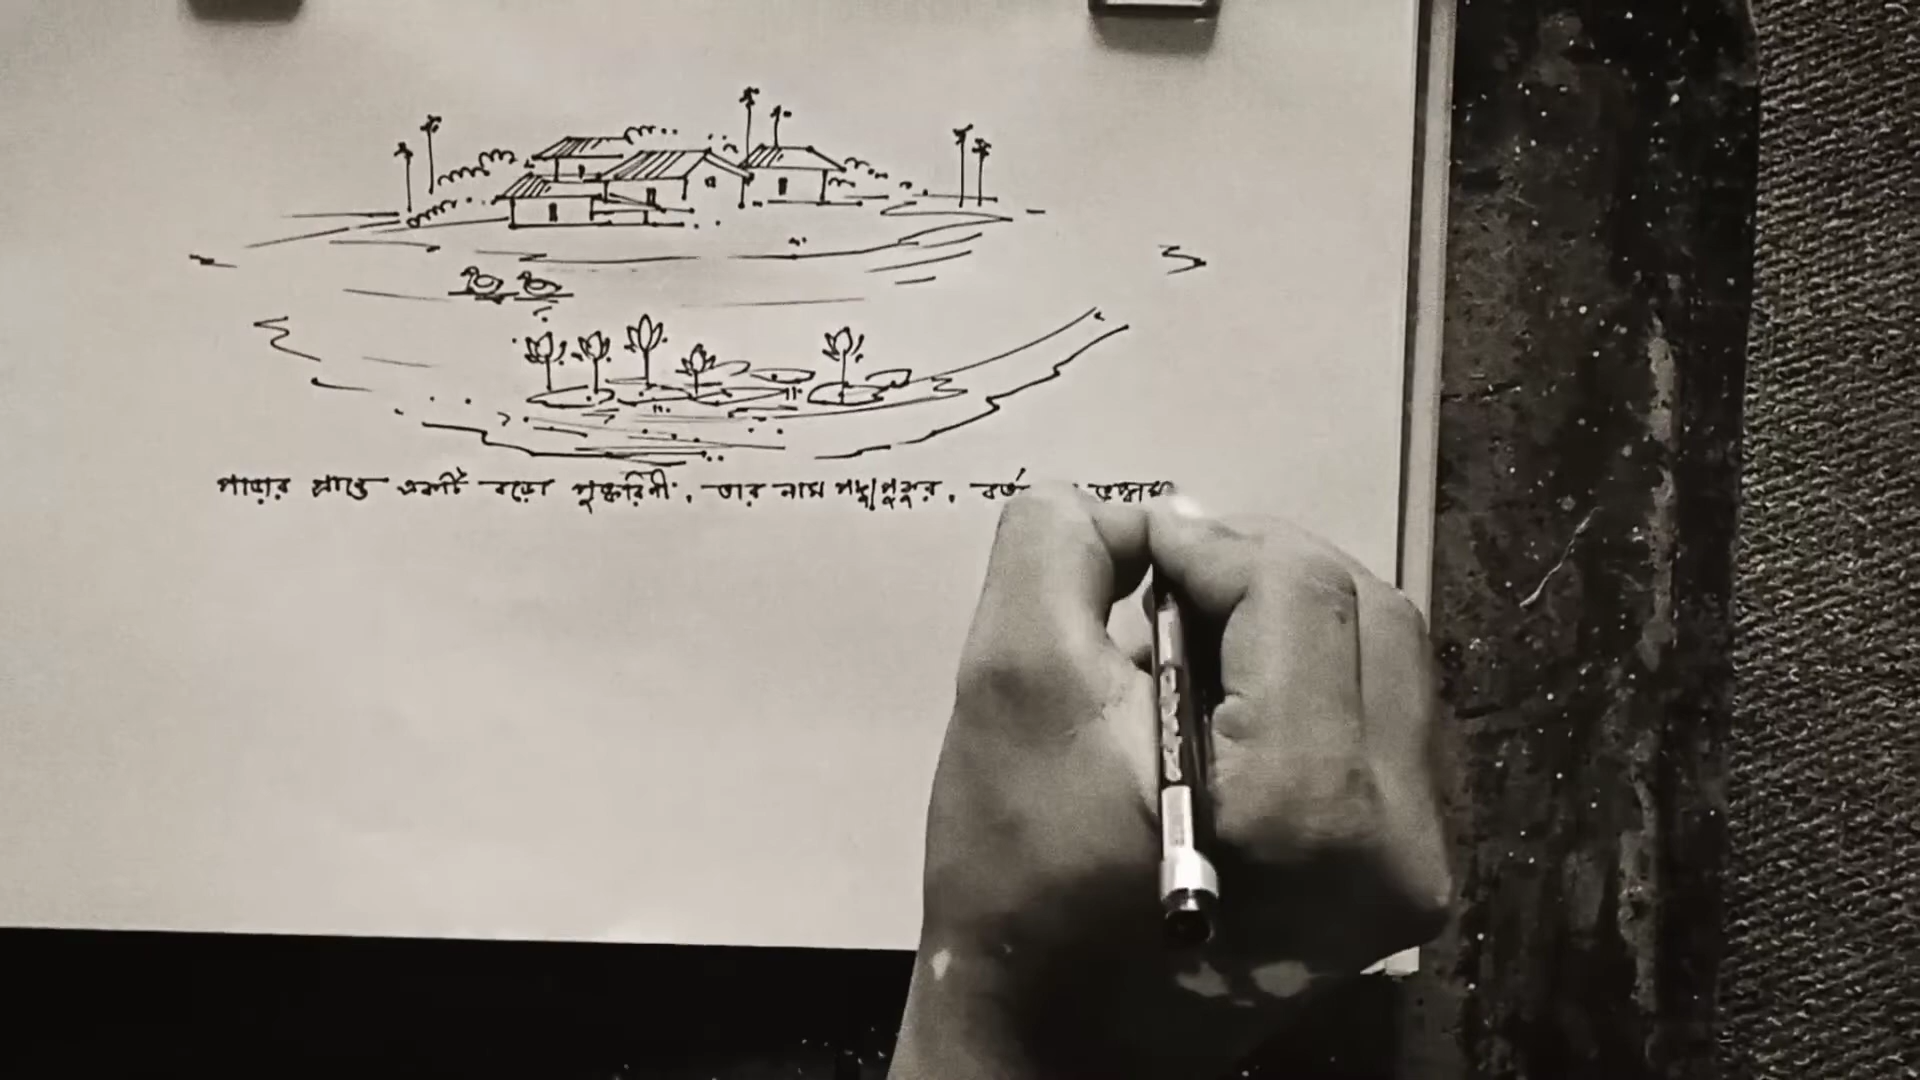 পাড়ার প্রান্তে একটি বড়ো পুষ্করিণী, তার নাম পদ্মপুকুর,